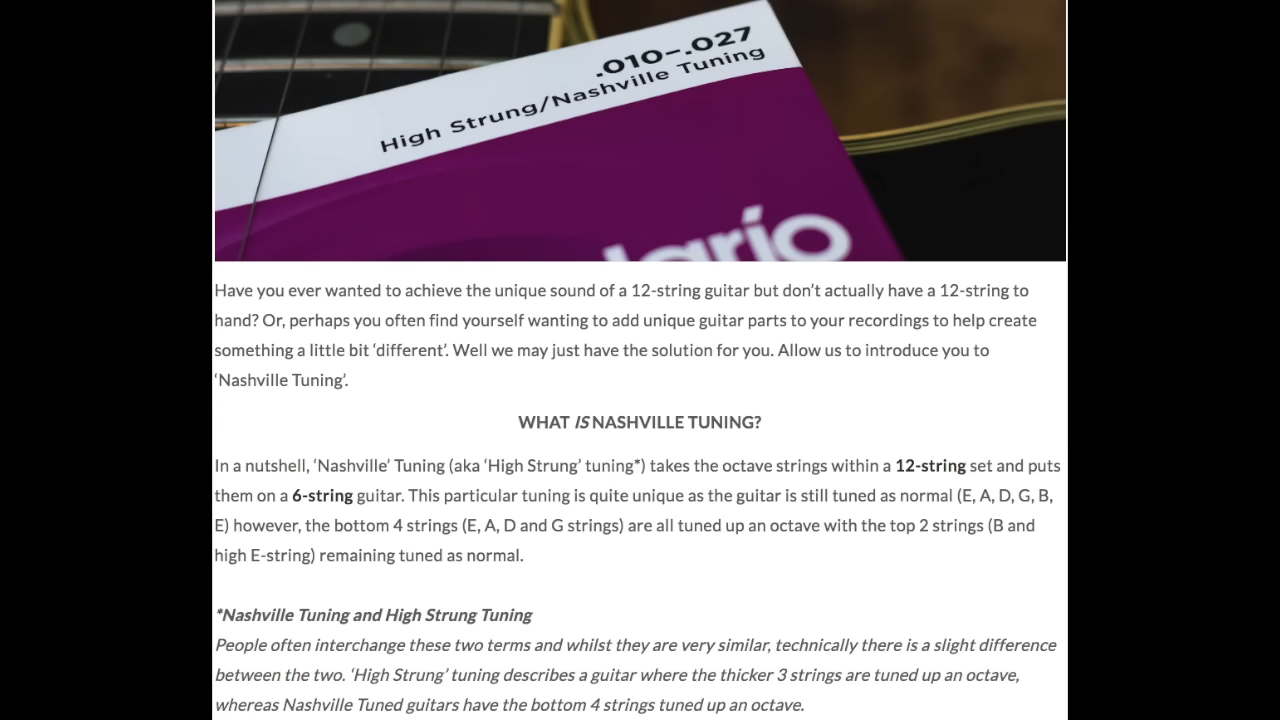 .010–.027
High Strung/Nashville Tuning
Have you ever wanted to achieve the unique sound of a 12-string guitar but don’t actually have a 12-string to
hand? Or, perhaps you often find yourself wanting to add unique guitar parts to your recordings to help create
something a little bit ‘different’. Well we may just have the solution for you. Allow us to introduce you to
‘Nashville Tuning’.
WHAT IS NASHVILLE TUNING?
In a nutshell, ‘Nashville’ Tuning (aka ‘High Strung’ tuning*) takes the octave strings within a 12-string set and puts
them on a 6-string guitar. This particular tuning is quite unique as the guitar is still tuned as normal (E, A, D, G, B,
E) however, the bottom 4 strings (E, A, D and G strings) are all tuned up an octave with the top 2 strings (B and
high E-string) remaining tuned as normal.
*Nashville Tuning and High Strung Tuning
People often interchange these two terms and whilst they are very similar, technically there is a slight difference
between the two. ‘High Strung’ tuning describes a guitar where the thicker 3 strings are tuned up an octave,
whereas Nashville Tuned guitars have the bottom 4 strings tuned up an octave.